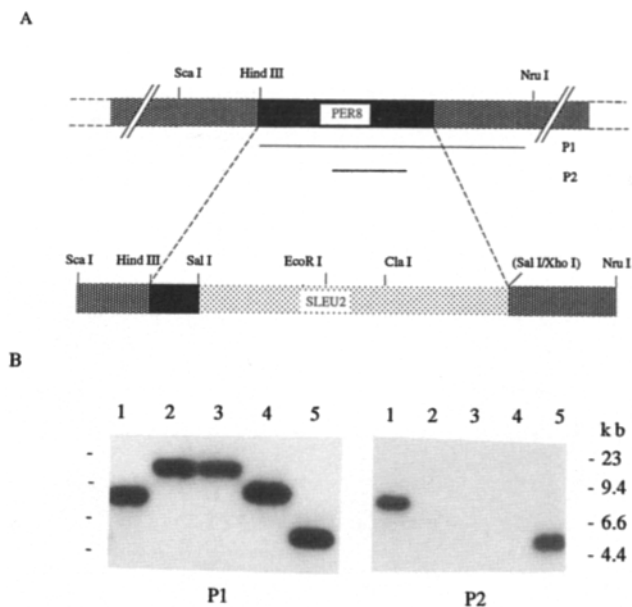 A
Sca I Hind III Nru I
PER8
P1
P2
Sca I Hind III Sal I EcoR I Cla I (Sal I/Xho I) Nru I
SLEU2
B
1 2 3 4 5 1 2 3 4 5 kb
- - 23
- - 9.4
- - 6.6
- - 4.4
P1 P2